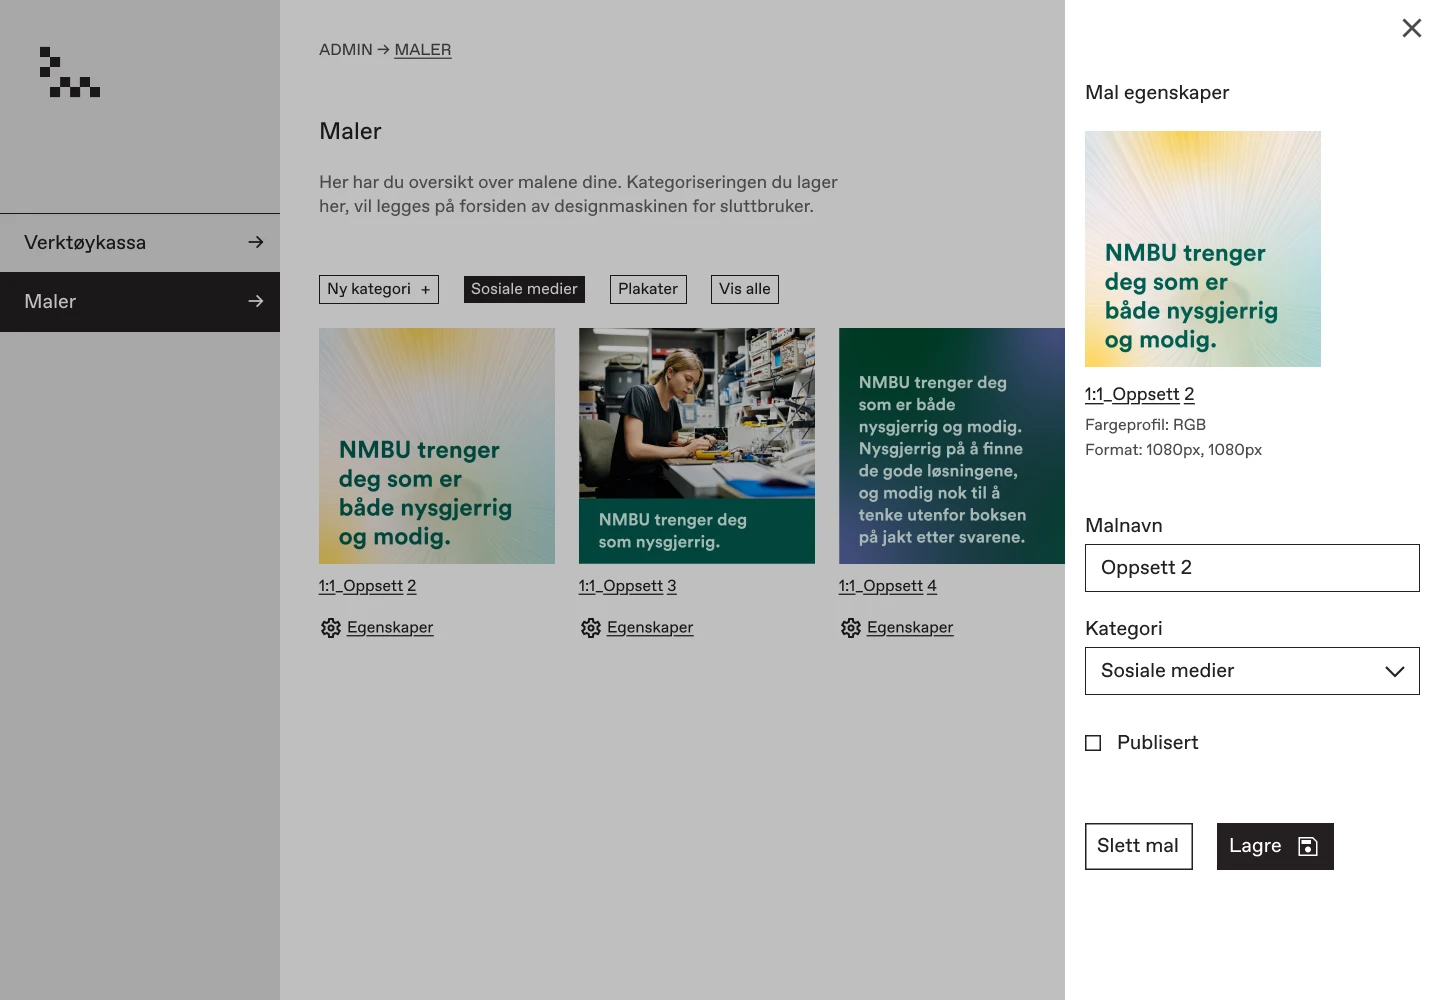 ADMIN → MALER
Verktøykassa →
Maler →
Maler
Her har du oversikt over malene dine. Kategoriseringen du lager
her, vil legges på forsiden av designmaskinen for sluttbruker.
Ny kategori +
Sosiale medier
Plakater
Vis alle
NMBU trenger
deg som er
både nysgjerrig
og modig.
1:1_Oppsett 2
Egenskaper
NMBU trenger deg
som nysgjerrig.
1:1_Oppsett 3
Egenskaper
NMBU trenger deg
som er både
nysgjerrig og modig.
Nysgjerrig på å finne
de gode løsningene,
og modig nok til å
tenke utenfor boksen
på jakt etter svarene.
1:1_Oppsett 4
Egenskaper
Mal egenskaper
NMBU trenger
deg som er
både nysgjerrig
og modig.
1:1_Oppsett 2
Fargeprofil: RGB
Format: 1080px, 1080px
Malnavn
Oppsett 2
Kategori
Sosiale medier
Publisert
Slett mal
Lagre